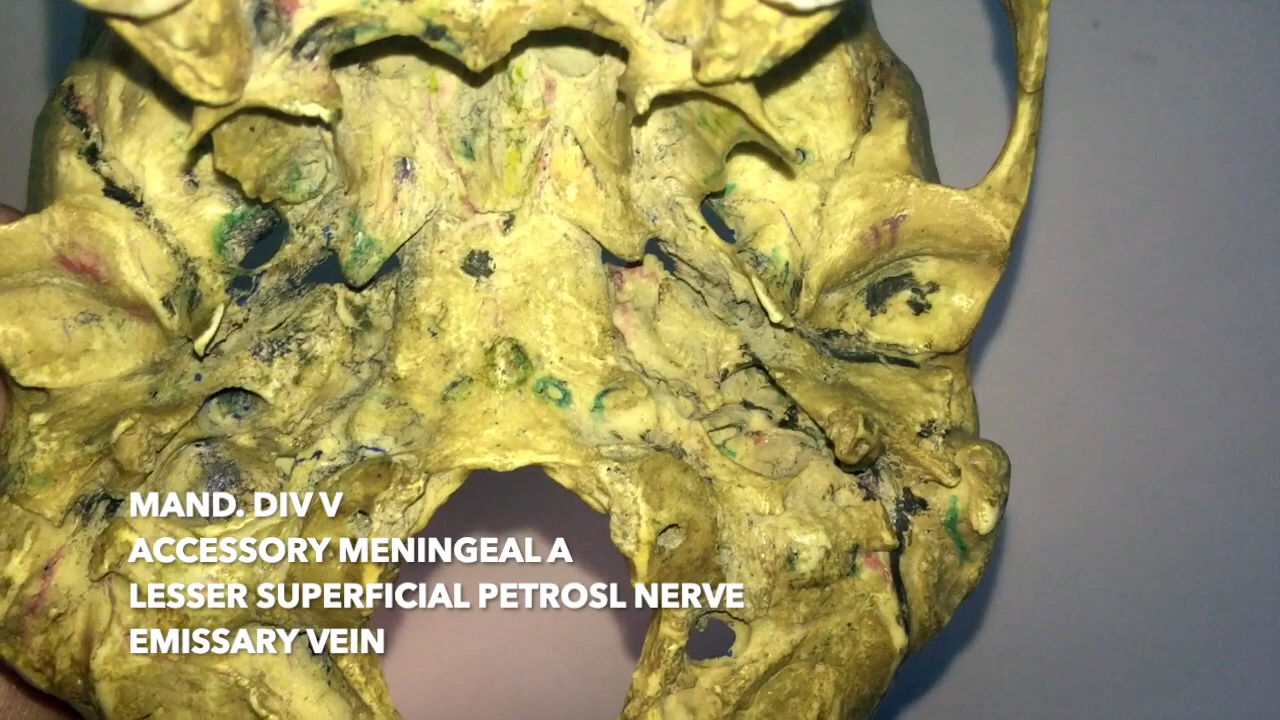 MAND. DIV V
ACCESSORY MENINGEAL A
LESSER SUPERFICIAL PETROSL NERVE
EMISSARY VEIN